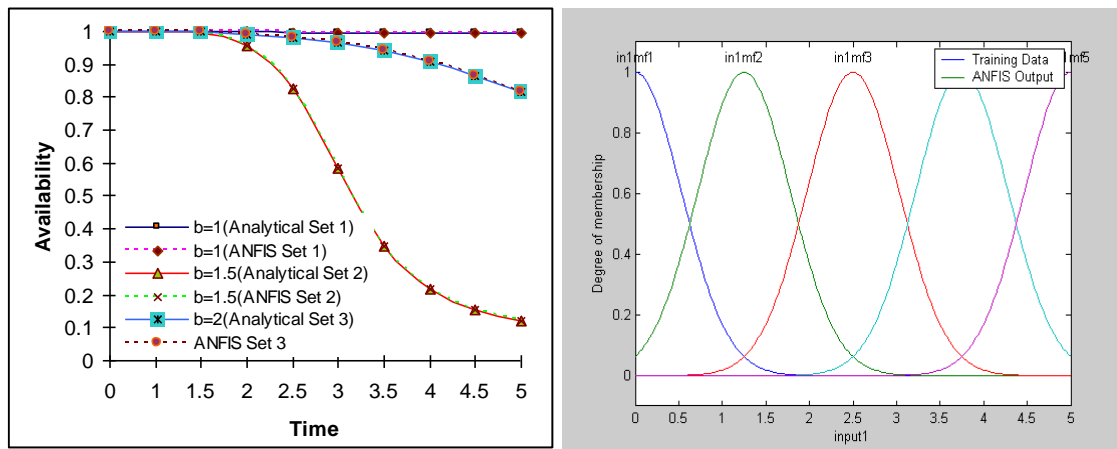 1
0.9
0.8
0.7
0.6
0.5
0.4
0.3
0.2
0.1
0
Availability
b=1(Analytical Set 1)
b=1(ANFIS Set 1)
b=1.5(Analytical Set 2)
b=1.5(ANFIS Set 2)
b=2(Analytical Set 3)
ANFIS Set 3
0 1 1.5 2 2.5 3 3.5 4 4.5 5
Time
in1mf1 in1mf2 in1mf3 1mf5
Training Data
ANFIS Output
1
0.8
0.6
0.4
0.2
0
Degree of membership
0 0.5 1 1.5 2 2.5 3 3.5 4 4.5 5
input1